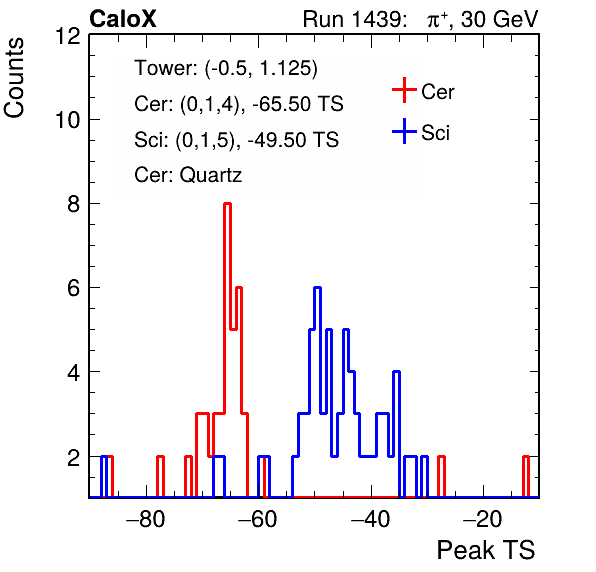 CaloX Run 1439: π⁺, 30 GeV
Counts
12
10
8
6
4
2
Tower: (-0.5, 1.125)
Cer: (0,1,4), -65.50 TS
Sci: (0,1,5), -49.50 TS
Cer: Quartz
Cer
Sci
−80 −60 −40 −20
Peak TS